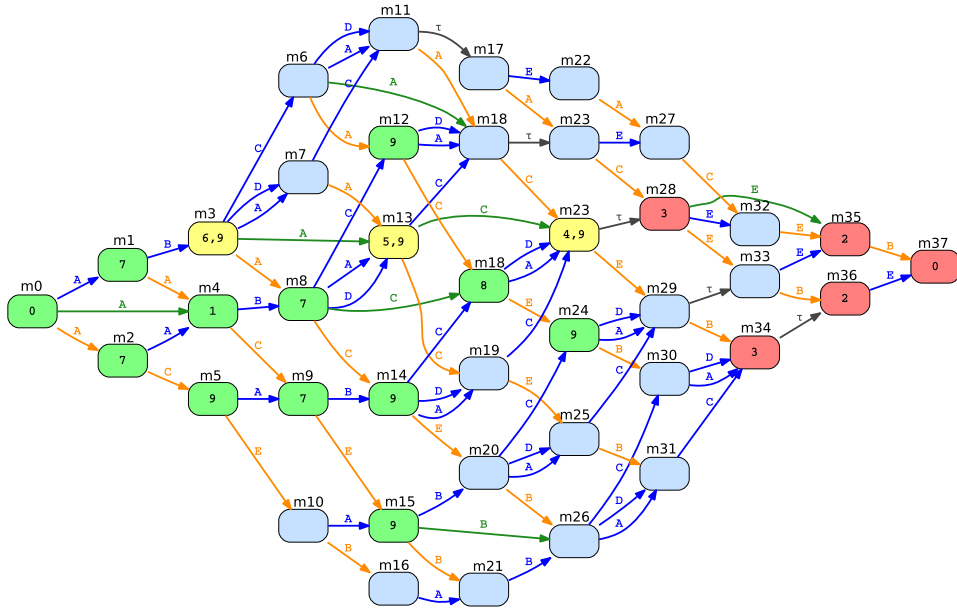 m11
D
τ
m6
A
m17
A
m22
C
E
A
A
m12
m18
m23
m27
A
D
9
A
τ
E
C
m7
C
C
m28
D
A
C
3
E
A
C
m32
m3
m13
m23
E
m35
6,9
A
5,9
C
4,9
τ
E
2
B
m1
B
D
E
m33
E
m37
7
A
m8
A
m18
A
m29
τ
B
m36
0
A
m0
A
m4
7
D
8
E
m24
D
2
E
0
A
1
B
C
9
A
B
m34
τ
A
m2
A
C
C
m19
B
m30
3
7
C
m5
m9
m14
C
C
D
9
A
7
B
9
D
E
m25
A
A
C
E
E
E
m20
D
B
m31
C
A
m10
m15
B
B
m26
D
A
9
B
A
B
m16
B
m21
B
A